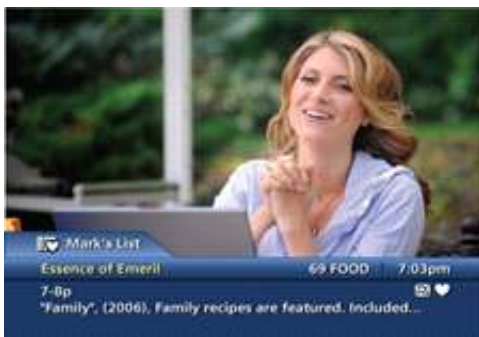 Mark's List
Essence of Emeril 69 FOOD 7:03pm
7-8p
"Family", (2006), Family recipes are featured. Included...